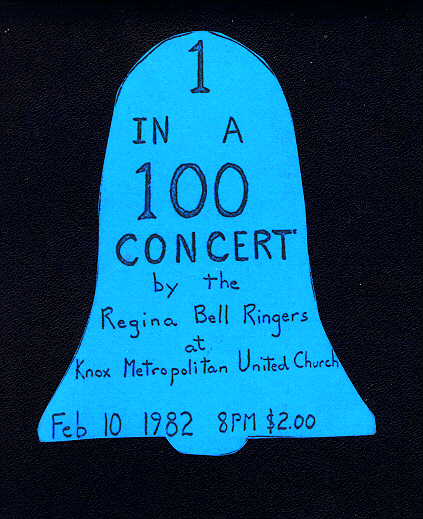 1
IN A
100
CONCERT
by the
Regina Bell Ringers
at
Knox Metropolitan United Church
Feb 10 1982 8PM $2.00